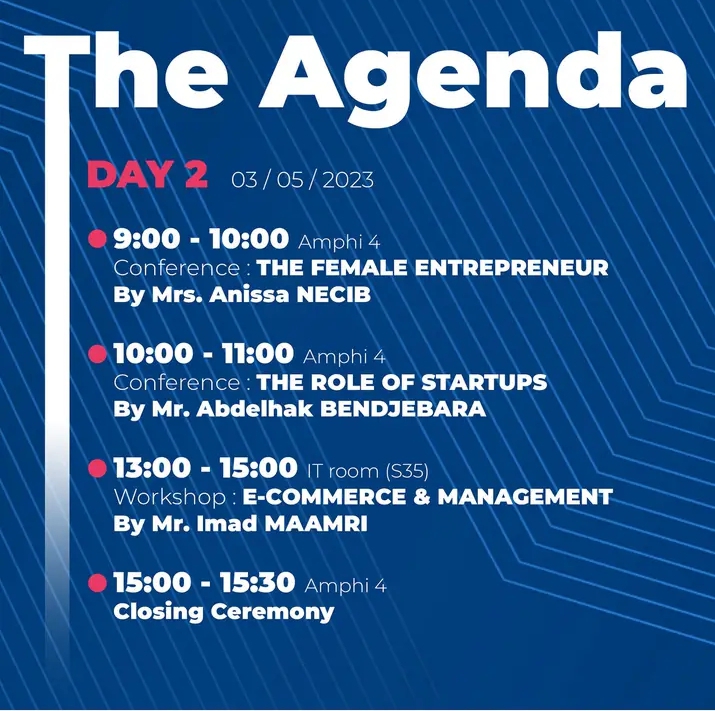 The Agenda
DAY 2 03 / 05 / 2023
9:00 - 10:00 Amphi 4
Conference : THE FEMALE ENTREPRENEUR
By Mrs. Anissa NECIB
10:00 - 11:00 Amphi 4
Conference : THE ROLE OF STARTUPS
By Mr. Abdelhak BENDJEBARA
13:00 - 15:00 IT room (S35)
Workshop : E-COMMERCE & MANAGEMENT
By Mr. Imad MAAMRI
15:00 - 15:30 Amphi 4
Closing Ceremony